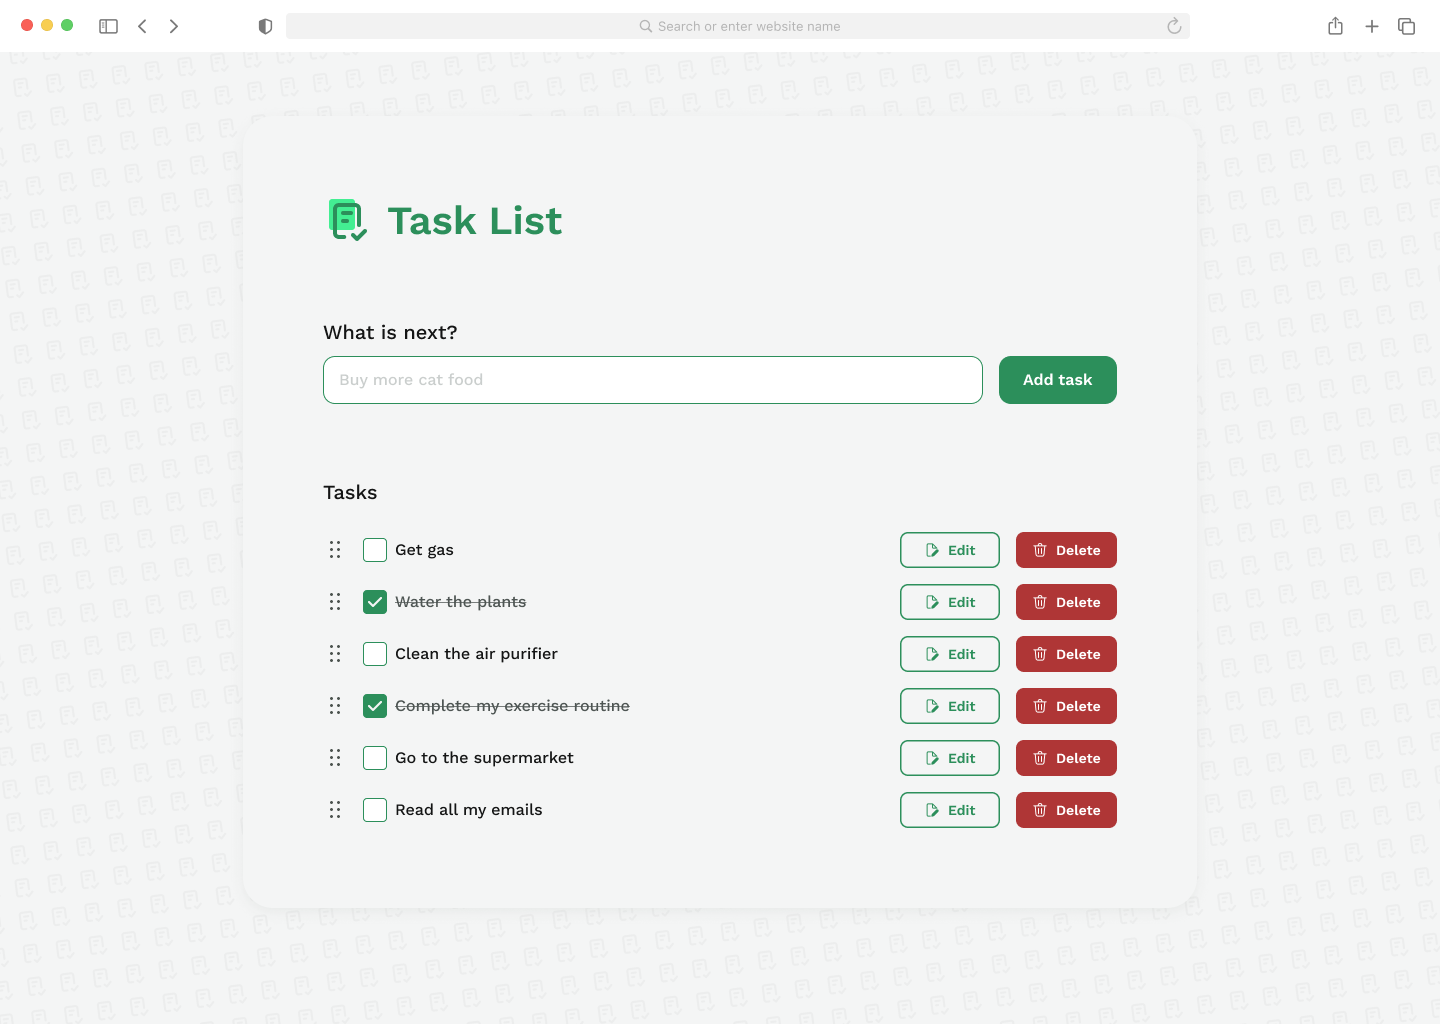 Search or enter website name
Task List
What is next?
Buy more cat food
Add task
Tasks
Get gas Edit Delete
Water the plants Edit Delete
Clean the air purifier Edit Delete
Complete my exercise routine Edit Delete
Go to the supermarket Edit Delete
Read all my emails Edit Delete